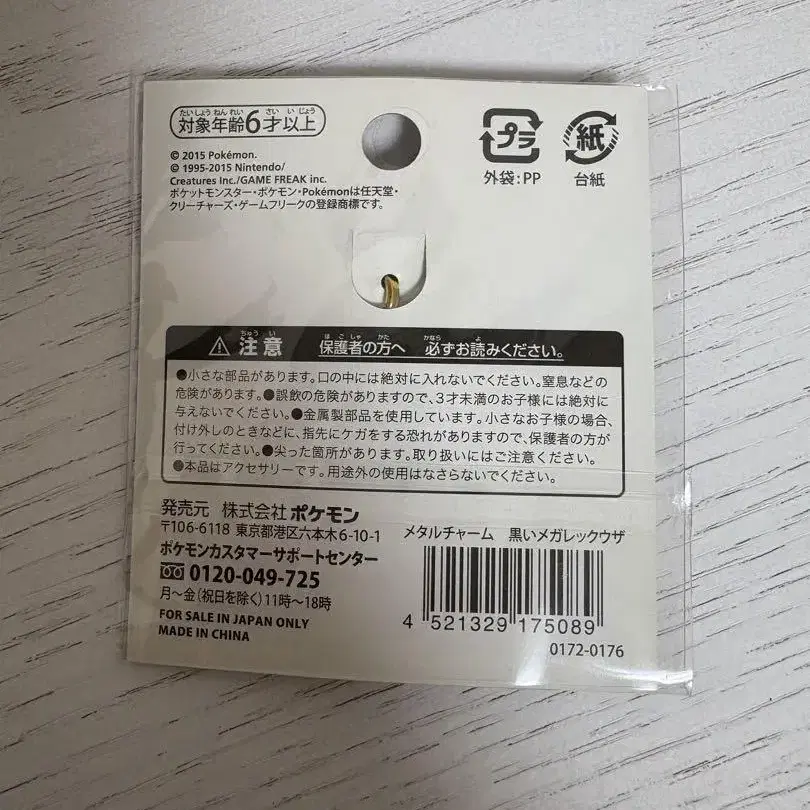 たいしょうねんれい さい いじょう
対象年齢6才以上
© 2015 Pokémon.
© 1995-2015 Nintendo/
Creatures Inc./GAME FREAK inc.
ポケットモンスター・ポケモン・Pokémonは任天堂・
クリーチャーズ・ゲームフリークの登録商標です。
プラ
外袋:PP
紙
台紙
ちゅうい ほごしゃ かた かなら よ
注意 保護者の方へ 必ずお読みください。
●小さな部品があります。口の中には絶対に入れないでください。窒息などの
危険があります。●誤飲の危険がありますので、3才未満のお子様には絶対に
与えないでください。●金属製部品を使用しています。小さなお子様の場合、
付け外しのときなどに、指先にケガをする恐れがありますので、保護者の方が
行ってください。●尖った箇所があります。取り扱いにはご注意ください。
●本品はアクセサリーです。用途外の使用はなさらないでください。
発売元 株式会社 ポケモン
〒106-6118 東京都港区六本木6-10-1
ポケモンカスタマーサポートセンター
0120-049-725
月〜金(祝日を除く)11時〜18時
FOR SALE IN JAPAN ONLY
MADE IN CHINA
メタルチャーム 黒いメガレックウザ
4 521329 175089
0172-0176